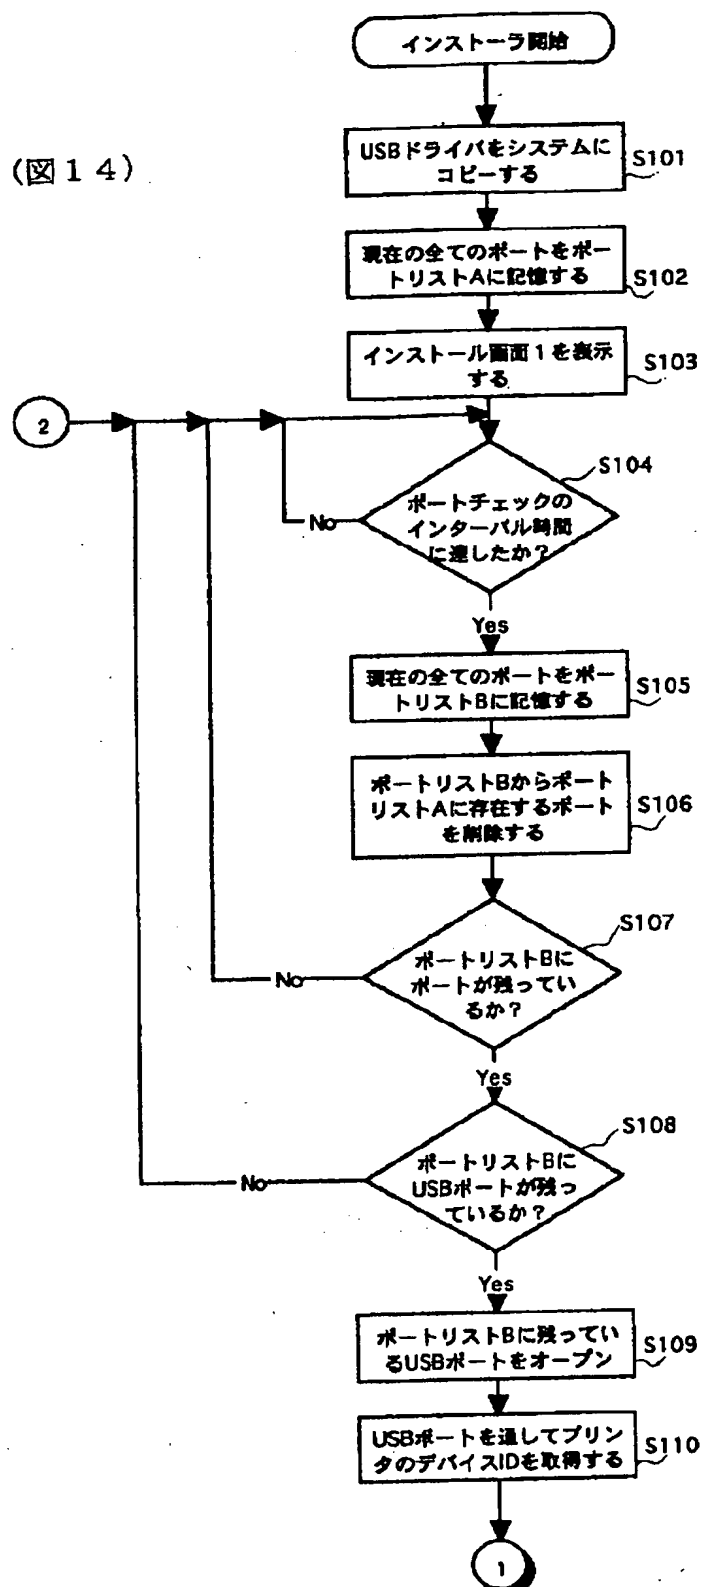 インストーラ開始
(図１４)
USBドライバをシステムに
コピーする
S101
現在の全てのポートをポー
トリストAに記憶する
S102
インストール画面１を表示
する
S103
2
S104
ポートチェックの
インターバル時間
に達したか？
No
Yes
現在の全てのポートをポー
トリストBに記憶する
S105
ポートリストBからポート
リストAに存在するポート
を削除する
S106
S107
ポートリストBに
ポートが残ってい
るか？
No
Yes
S108
ポートリストBに
USBポートが残っ
ているか？
No
Yes
ポートリストBに残ってい
るUSBポートをオープン
S109
USBポートを通してプリン
タのデバイスIDを取得する
S110
1